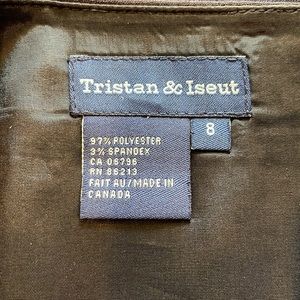 Tristan & Iseut
8
97% POLYESTER
3% SPANDEX
CA 06796
RN 86213
FAIT AU/MADE IN
CANADA